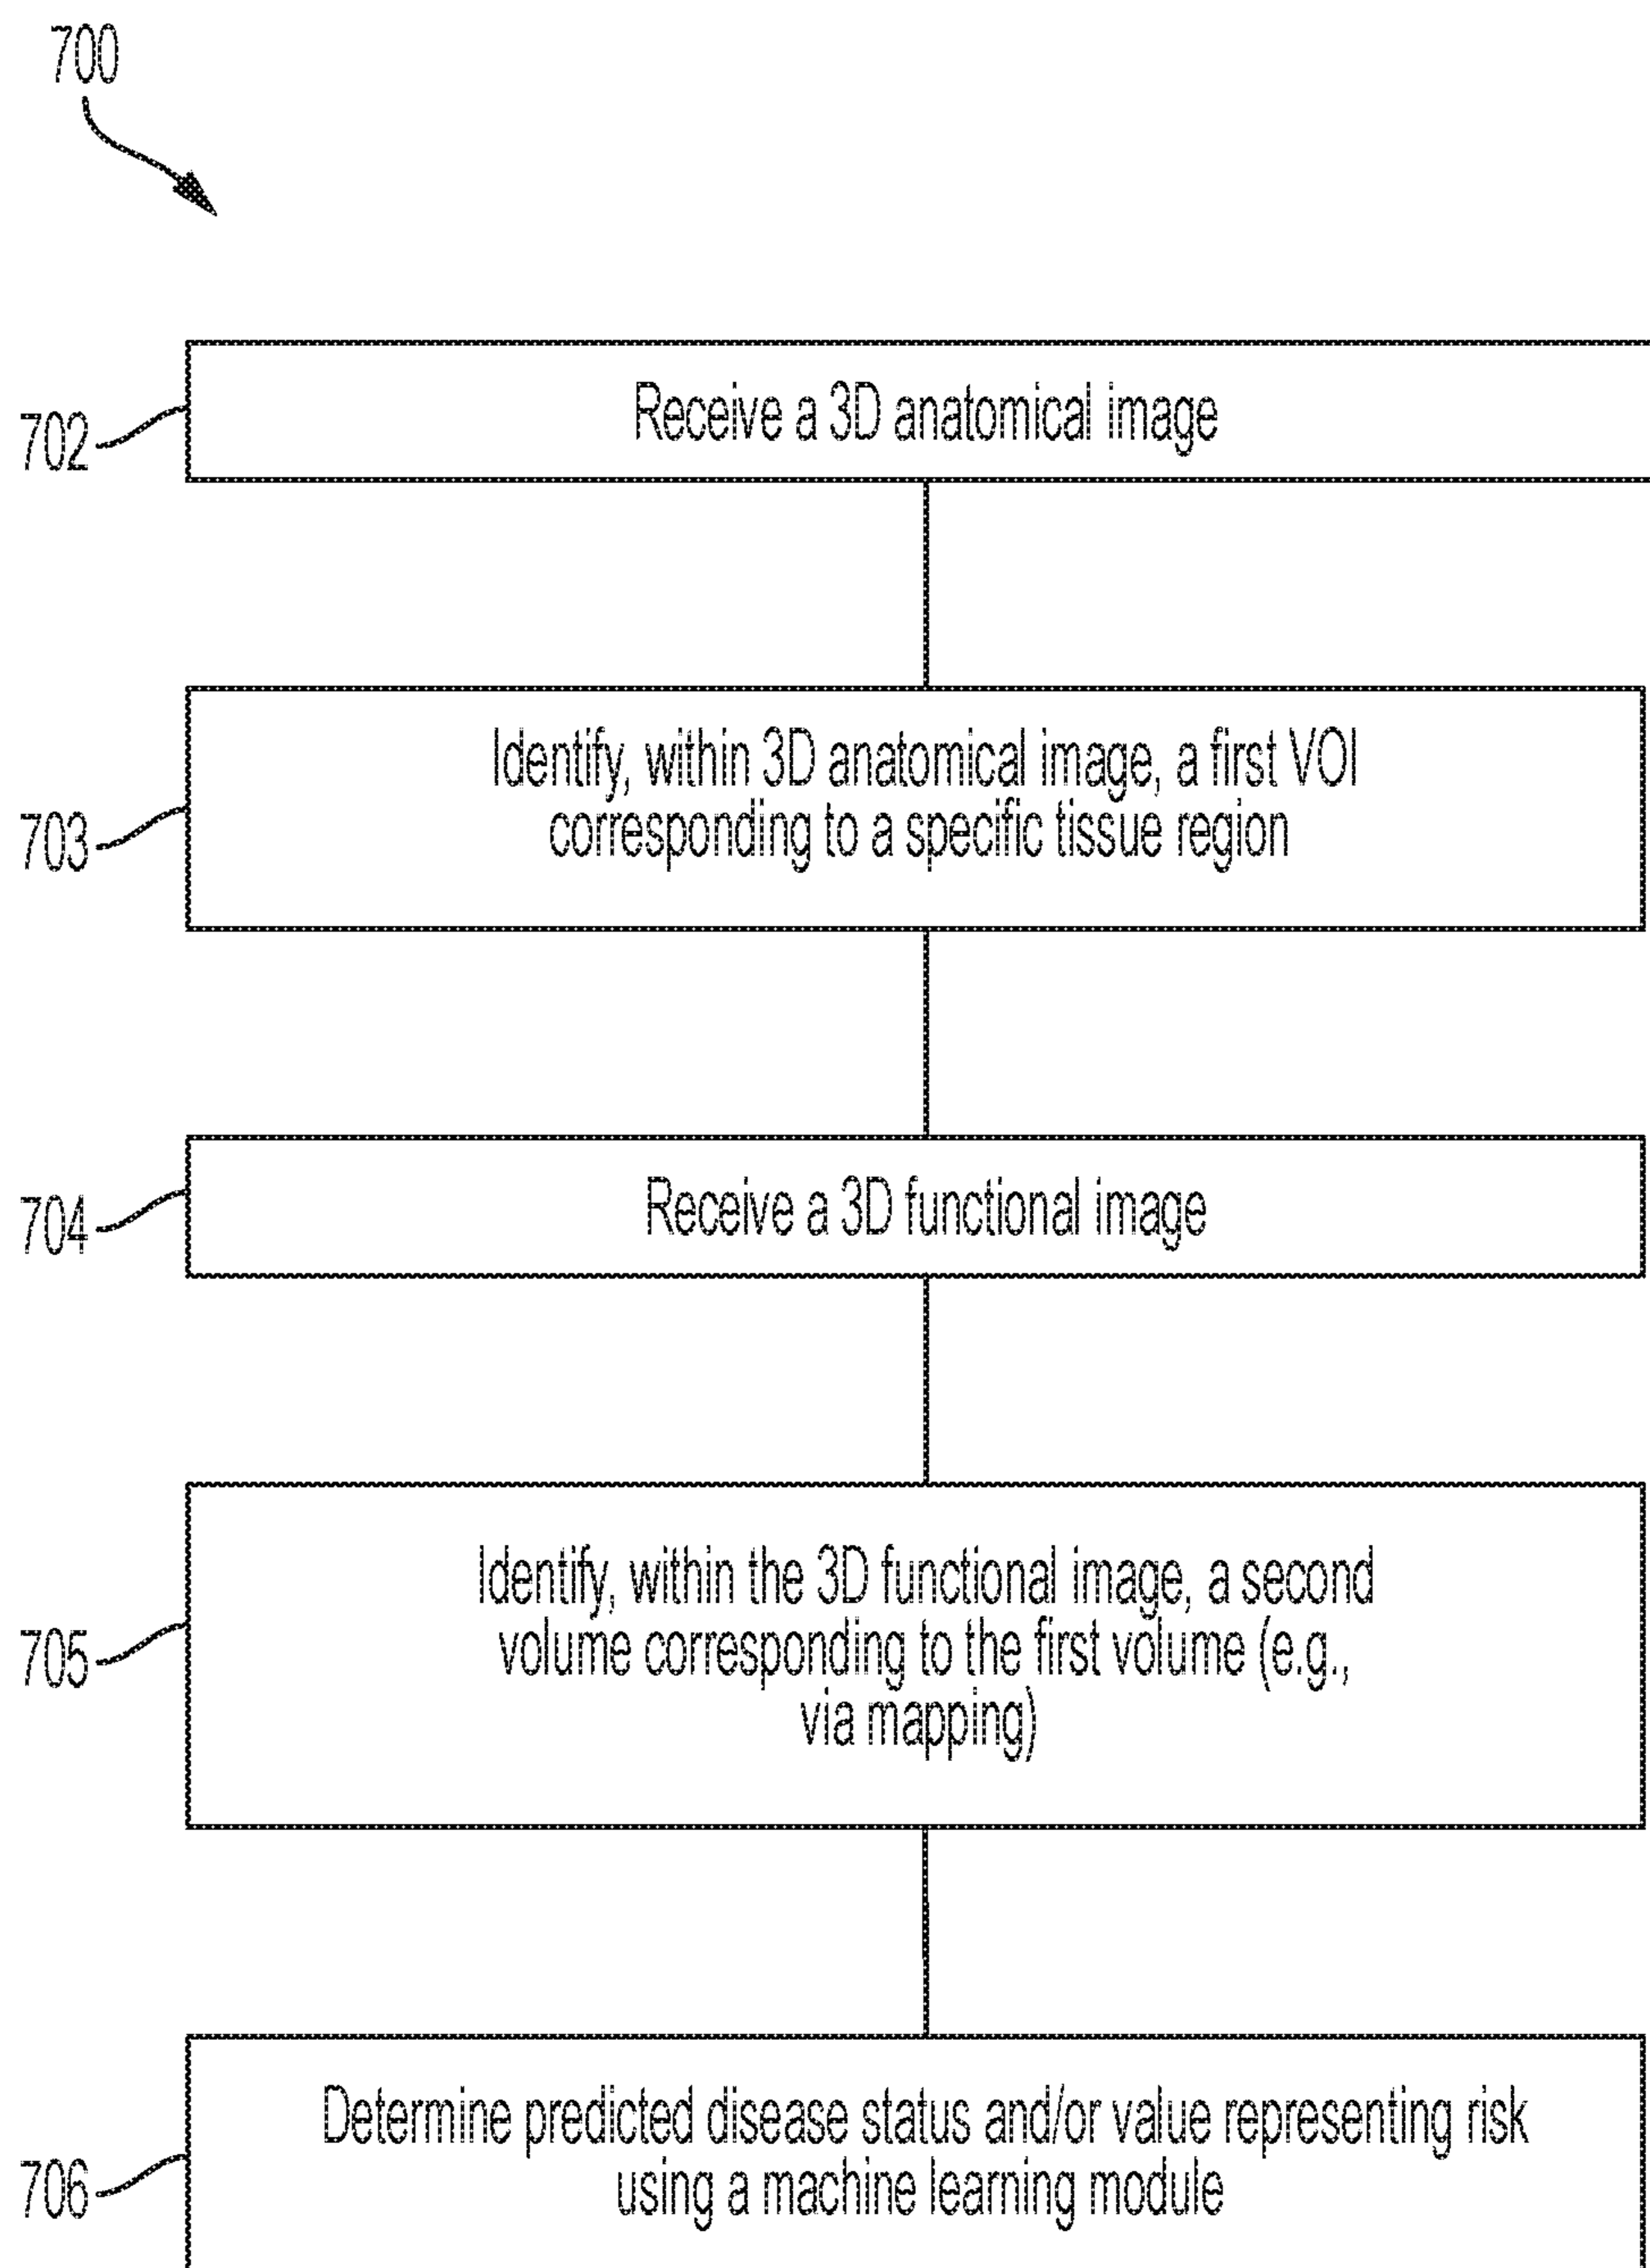 700
702
Receive a 3D anatomical image
703
Identify, within 3D anatomical image, a first VOI
corresponding to a specific tissue region
704
Receive a 3D functional image
705
Identify, within the 3D functional image, a second
volume corresponding to the first volume (e.g.,
via mapping)
706
Determine predicted disease status and/or value representing risk
using a machine learning module